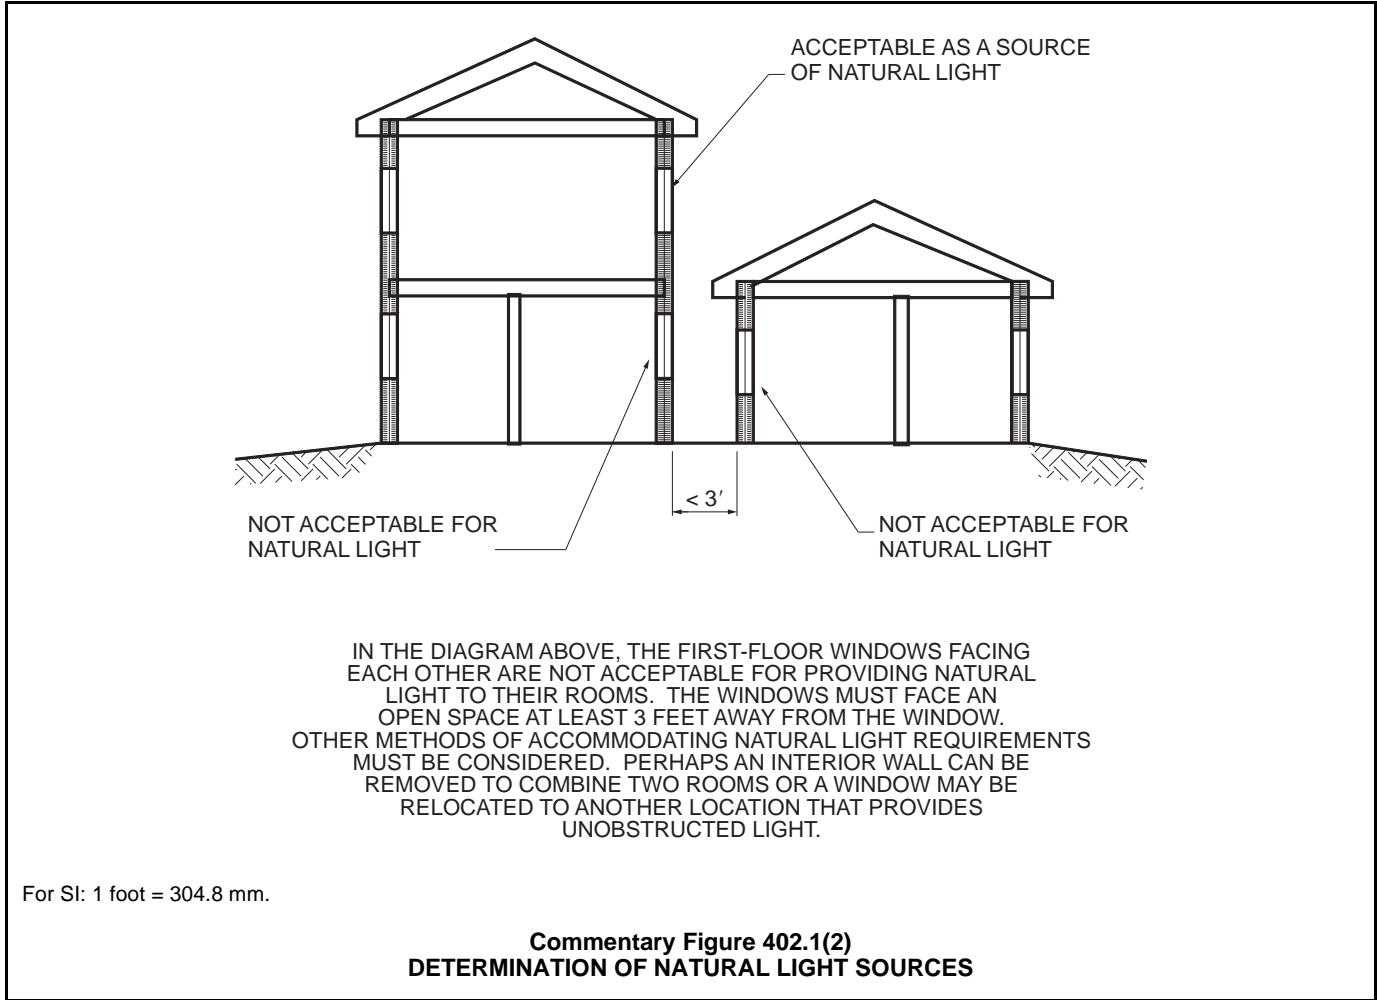 ACCEPTABLE AS A SOURCE
OF NATURAL LIGHT
< 3′
NOT ACCEPTABLE FOR
NATURAL LIGHT
NOT ACCEPTABLE FOR
NATURAL LIGHT
IN THE DIAGRAM ABOVE, THE FIRST-FLOOR WINDOWS FACING
EACH OTHER ARE NOT ACCEPTABLE FOR PROVIDING NATURAL
LIGHT TO THEIR ROOMS. THE WINDOWS MUST FACE AN
OPEN SPACE AT LEAST 3 FEET AWAY FROM THE WINDOW.
OTHER METHODS OF ACCOMMODATING NATURAL LIGHT REQUIREMENTS
MUST BE CONSIDERED. PERHAPS AN INTERIOR WALL CAN BE
REMOVED TO COMBINE TWO ROOMS OR A WINDOW MAY BE
RELOCATED TO ANOTHER LOCATION THAT PROVIDES
UNOBSTRUCTED LIGHT.
For SI: 1 foot = 304.8 mm.
Commentary Figure 402.1(2)
DETERMINATION OF NATURAL LIGHT SOURCES